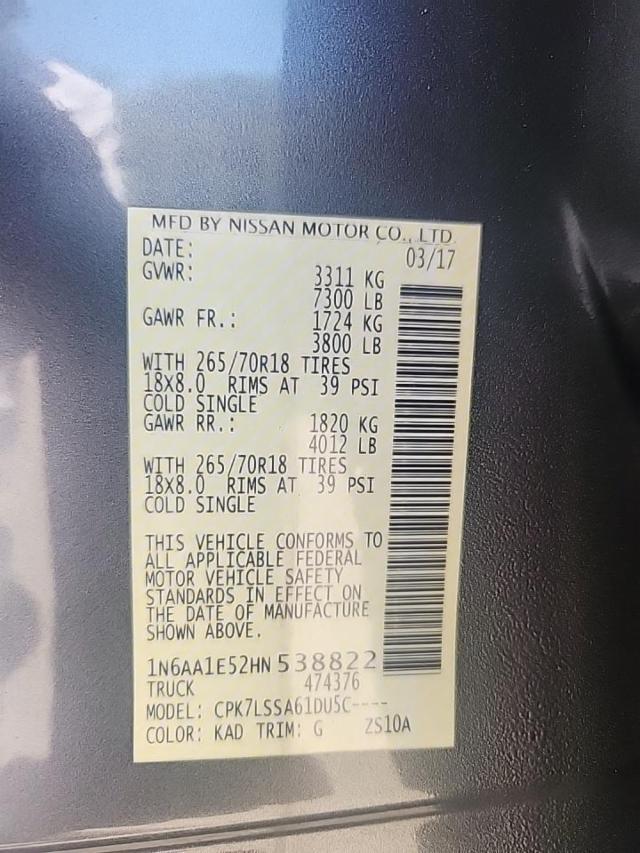 MFD BY NISSAN MOTOR CO., LTD.
DATE: 03/17
GVWR: 3311 KG
7300 LB
GAWR FR.: 1724 KG
3800 LB
WITH 265/70R18 TIRES
18X8.0 RIMS AT 39 PSI
COLD SINGLE
GAWR RR.: 1820 KG
4012 LB
WITH 265/70R18 TIRES
18X8.0 RIMS AT 39 PSI
COLD SINGLE
THIS VEHICLE CONFORMS TO
ALL APPLICABLE FEDERAL
MOTOR VEHICLE SAFETY
STANDARDS IN EFFECT ON
THE DATE OF MANUFACTURE
SHOWN ABOVE.
1N6AA1E52HN538822
TRUCK 474376
MODEL: CPK7LSSA61DU5C----
COLOR: KAD TRIM: G ZS10A